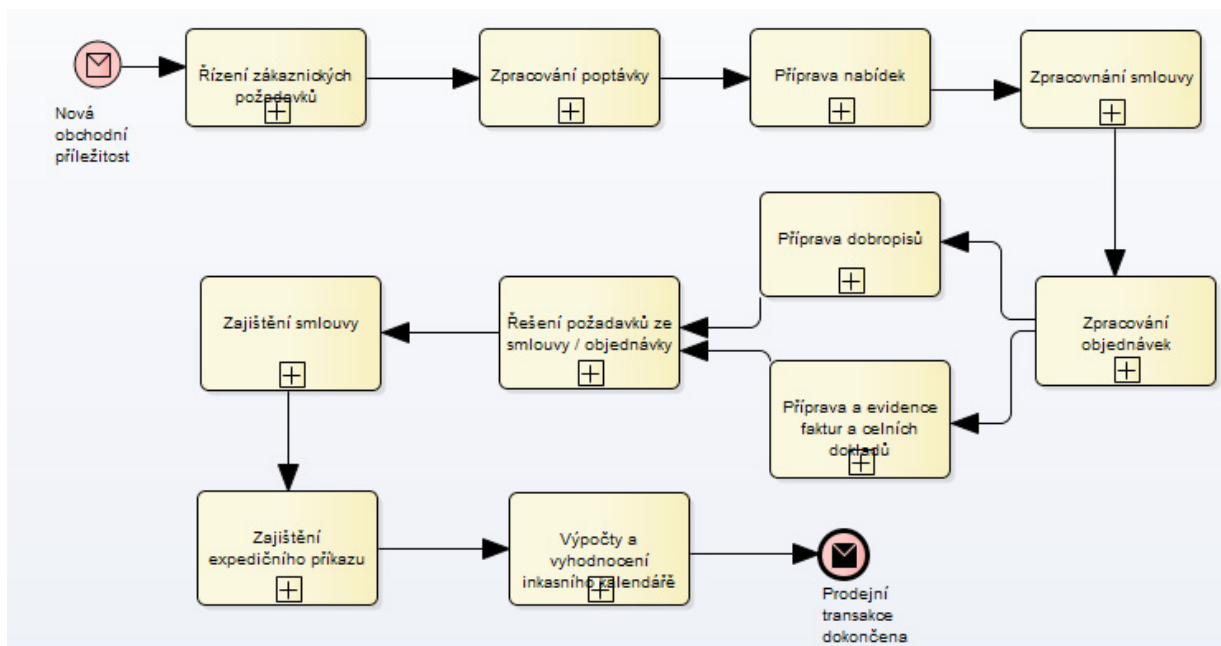 Nová
obchodní
příležitost
Řízení zákaznických
požadavků
Zpracování poptávky
Příprava nabídek
Zpracovnání smlouvy
Zpracování
objednávek
Příprava dobropisů
Příprava a evidence
faktur a celních
dokladů
Řešení požadavků ze
smlouvy / objednávky
Zajištění smlouvy
Zajištění
expedičního příkazu
Výpočty a
vyhodnocení
inkasního kalendářě
Prodejní
transakce
dokončena